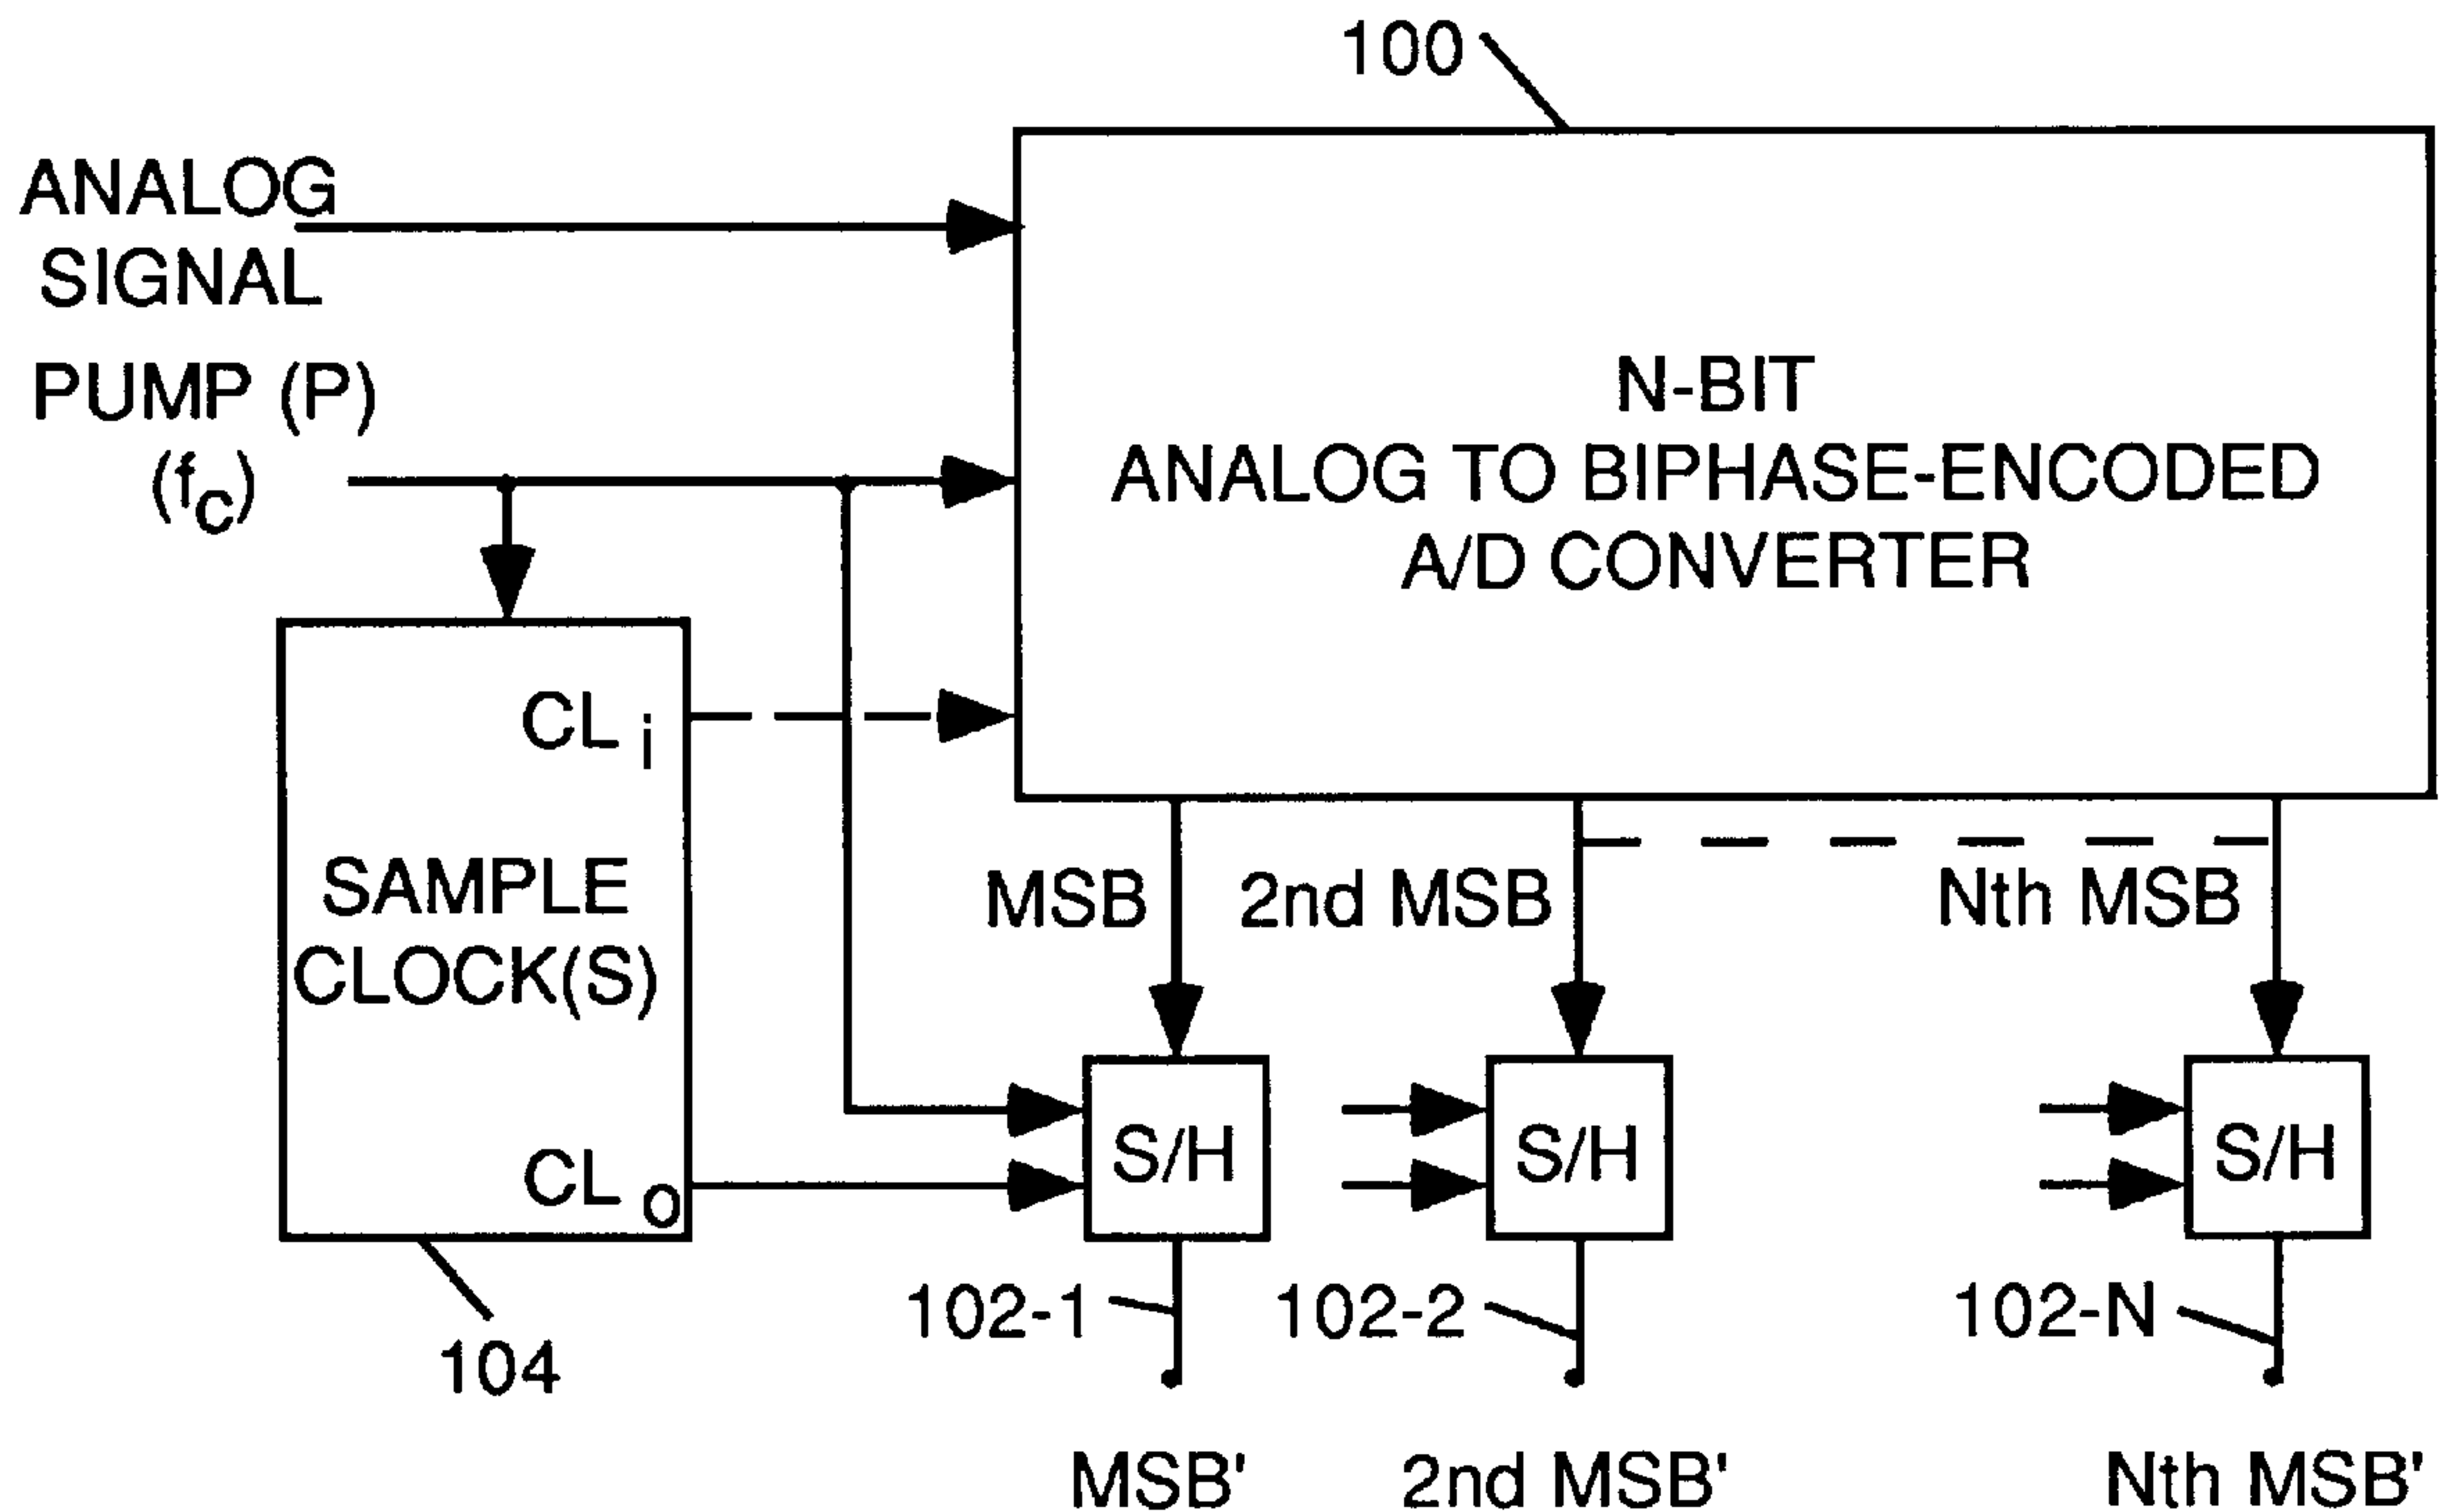 100
ANALOG
SIGNAL
PUMP (P)
(fc)
N-BIT
ANALOG TO BIPHASE-ENCODED
A/D CONVERTER
CL i
SAMPLE
CLOCK(S)
CL o
MSB
2nd MSB
Nth MSB
S/H
S/H
S/H
102-1
102-2
102-N
104
MSB'
2nd MSB'
Nth MSB'